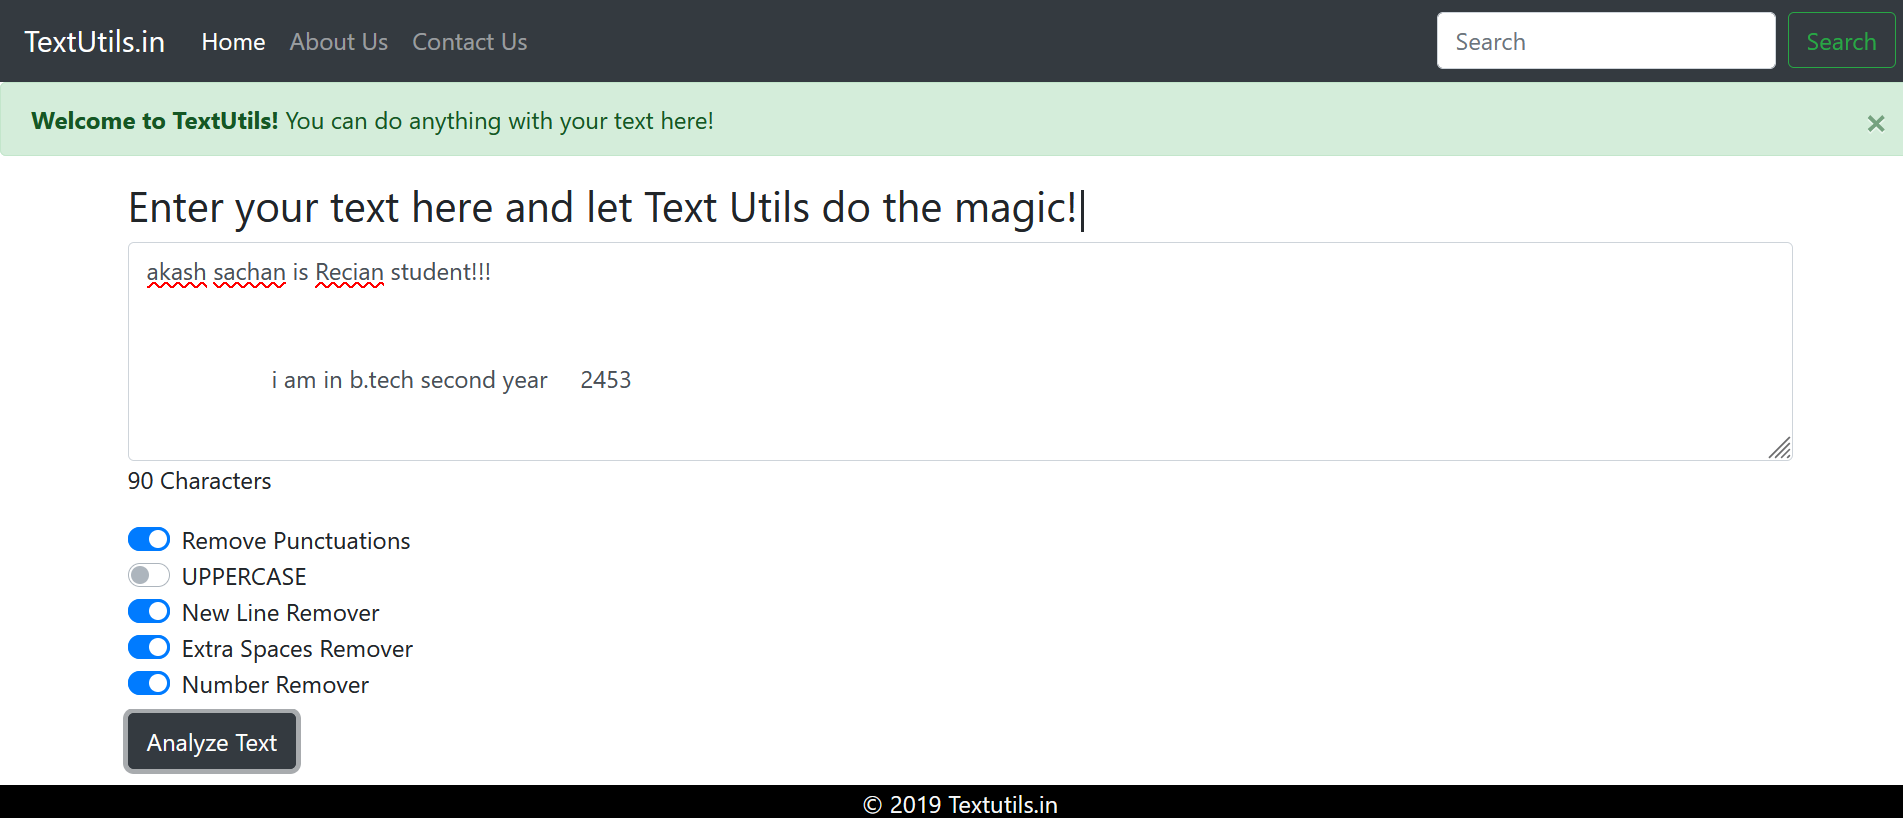 TextUtils.in Home About Us Contact Us Search Search
Welcome to TextUtils! You can do anything with your text here! ×
Enter your text here and let Text Utils do the magic!|
akash sachan is Recian student!!!
i am in b.tech second year 2453
90 Characters
Remove Punctuations
UPPERCASE
New Line Remover
Extra Spaces Remover
Number Remover
Analyze Text
© 2019 Textutils.in